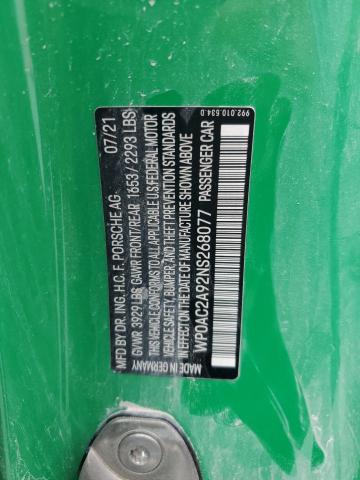 MFD BY DR. ING. H.C. F. PORSCHE AG 07/21
GVWR 3929 LBS GAWR FRONT/REAR 1653/2293 LBS
THIS VEHICLE CONFORMS TO ALL APPLICABLE U.S. FEDERAL MOTOR
VEHICLE SAFETY, BUMPER, AND THEFT PREVENTION STANDARDS
IN EFFECT ON THE DATE OF MANUFACTURE SHOWN ABOVE
WP0AC2A92NS268077 PASSENGER CAR
MADE IN GERMANY
992.010.534.0